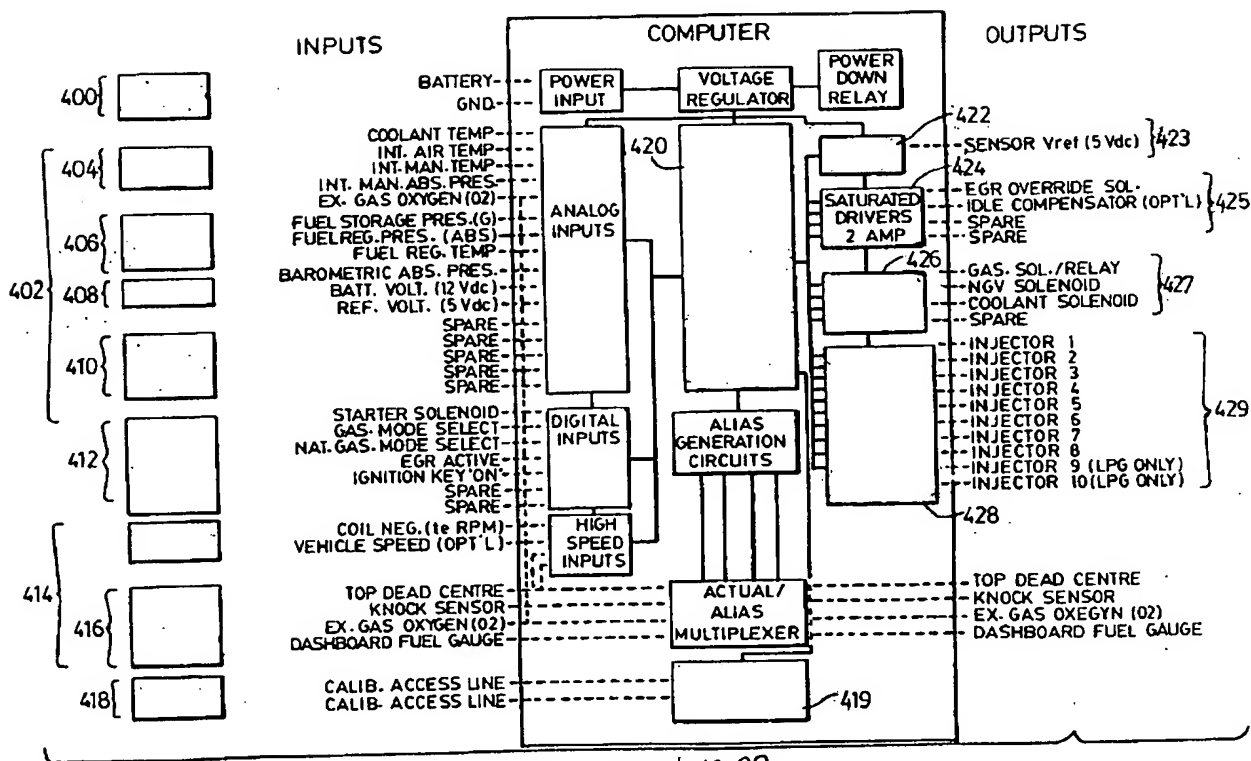 INPUTS
COMPUTER
OUTPUTS
400
402
404
406
408
410
412
414
416
418
BATTERY
GND.
COOLANT TEMP
INT. AIR TEMP
INT. MAN. TEMP
INT. MAN. ABS. PRES.
EX. GAS OXYGEN (O2)
FUEL STORAGE PRES. (G)
FUEL REG. PRES. (ABS)
FUEL REG. TEMP
BAROMETRIC ABS. PRES.
BATT. VOLT. (12 Vdc)
REF. VOLT. (5 Vdc)
SPARE
SPARE
SPARE
SPARE
SPARE
STARTER SOLENOID
GAS. MODE SELECT
NAT. GAS. MODE SELECT
EGR ACTIVE
IGNITION KEY 'ON'
SPARE
SPARE
COIL NEG. (te RPM)
VEHICLE SPEED (OPT'L)
TOP DEAD CENTRE
KNOCK SENSOR
EX. GAS OXYGEN (O2)
DASHBOARD FUEL GAUGE
CALIB. ACCESS LINE
CALIB. ACCESS LINE
POWER
INPUT
VOLTAGE
REGULATOR
POWER
DOWN
RELAY
ANALOG
INPUTS
420
422
424
SATURATED
DRIVERS
2 AMP
426
DIGITAL
INPUTS
ALIAS
GENERATION
CIRCUITS
428
HIGH
SPEED
INPUTS
ACTUAL/
ALIAS
MULTIPLEXER
419
SENSOR Vref (5 Vdc)
423
EGR OVERRIDE SOL.
IDLE COMPENSATOR (OPT'L)
SPARE
SPARE
425
GAS. SOL./RELAY
NGV SOLENOID
COOLANT SOLENOID
SPARE
427
INJECTOR 1
INJECTOR 2
INJECTOR 3
INJECTOR 4
INJECTOR 5
INJECTOR 6
INJECTOR 7
INJECTOR 8
INJECTOR 9 (LPG ONLY)
INJECTOR 10 (LPG ONLY)
429
TOP DEAD CENTRE
KNOCK SENSOR
EX. GAS OXEGYN (O2)
DASHBOARD FUEL GAUGE